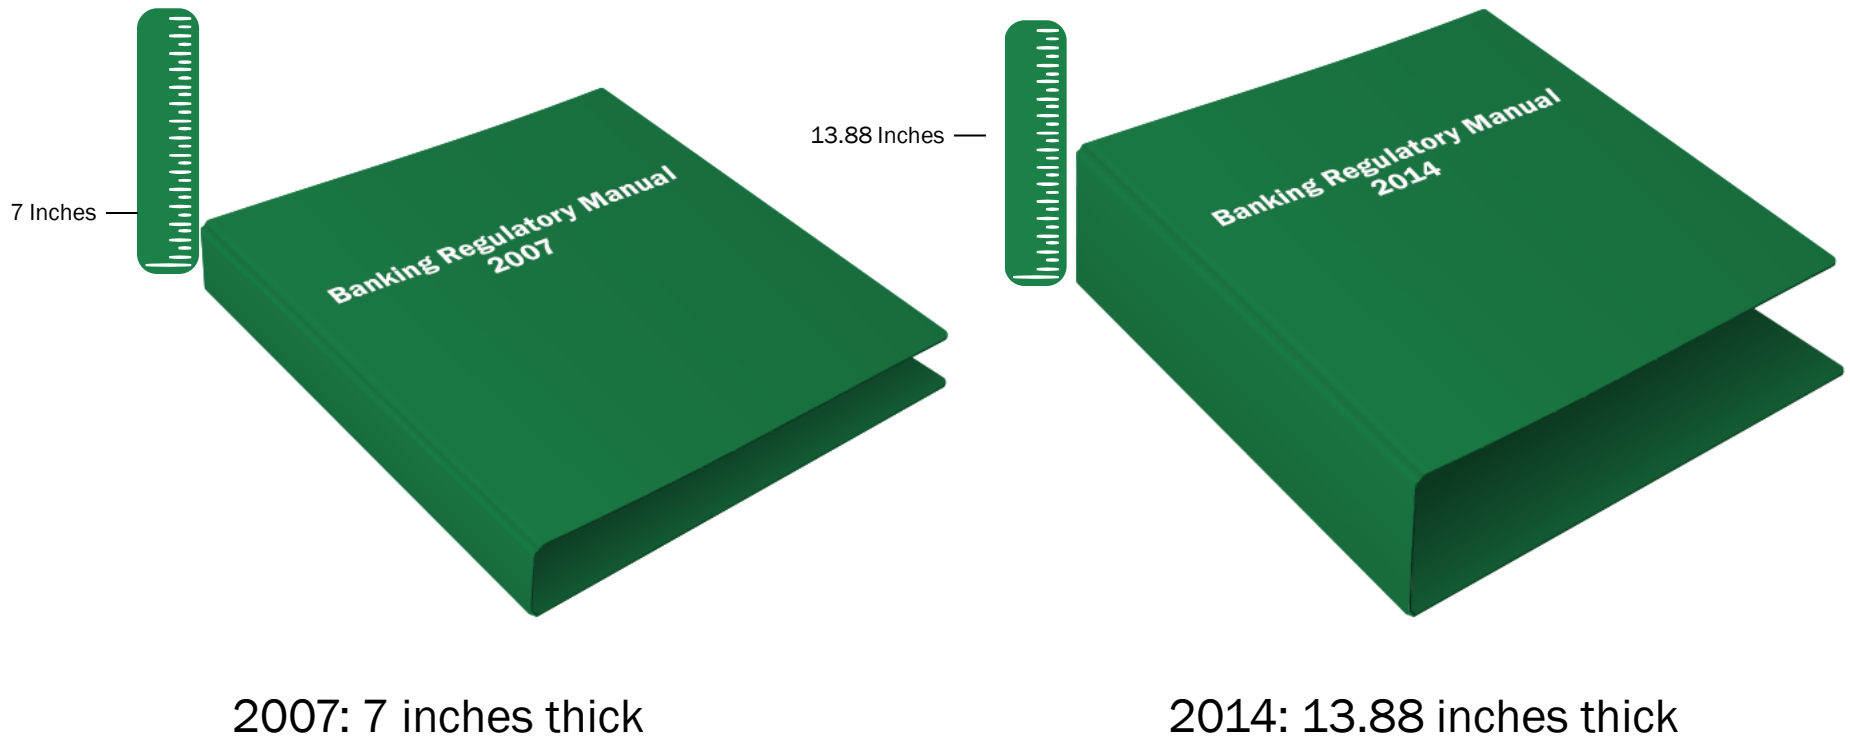 7 Inches
Banking Regulatory Manual
2007
2007: 7 inches thick
13.88 Inches
Banking Regulatory Manual
2014
2014: 13.88 inches thick